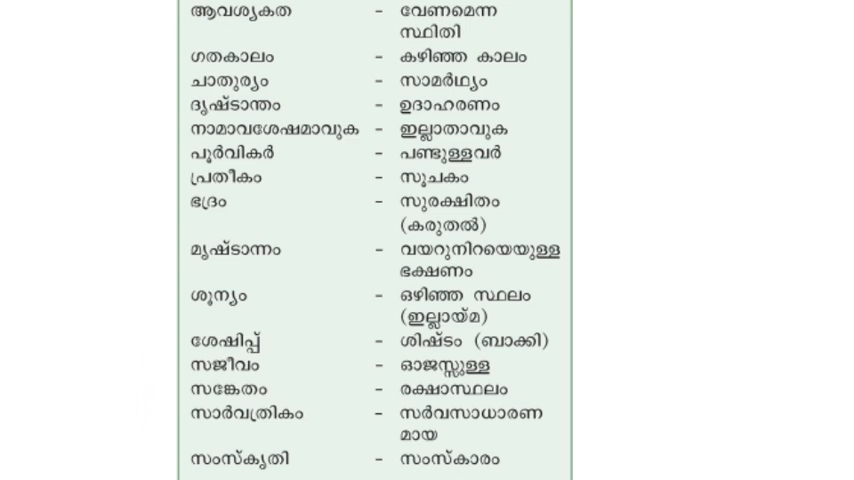 ആവശ്യകത - വേണമെന്ന
സ്ഥിതി
ഗതകാലം - കഴിഞ്ഞ കാലം
ചാതുര്യം - സാമർഥ്യം
ദൃഷ്ടാന്തം - ഉദാഹരണം
നാമാവശേഷമാവുക - ഇല്ലാതാവുക
പൂർവികർ - പണ്ടുള്ളവർ
പ്രതീകം - സൂചകം
ഭദ്രം - സുരക്ഷിതം
(കരുതൽ)
മൃഷ്ടാന്നം - വയറുനിറയെയുള്ള
ഭക്ഷണം
ശൂന്യം - ഒഴിഞ്ഞ സ്ഥലം
(ഇല്ലായ്മ)
ശേഷിപ്പ് - ശിഷ്ടം (ബാക്കി)
സജീവം - ഓജസ്സുള്ള
സങ്കേതം - രക്ഷാസ്ഥലം
സാർവത്രികം - സർവസാധാരണ
മായ
സംസ്കൃതി - സംസ്കാരം